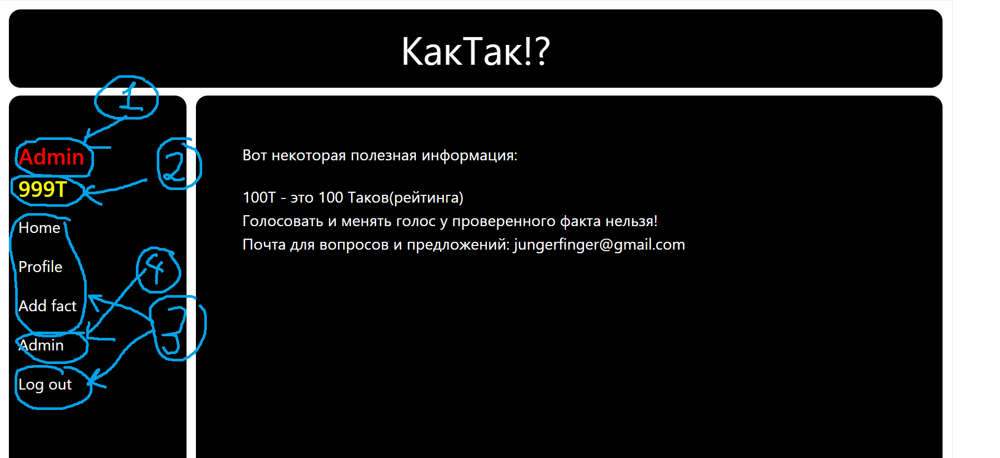 КакТак!?
1
Admin
2
999T
Home
Profile
4
Add fact
3
Admin
Log out
Вот некоторая полезная информация:
100Т - это 100 Таков(рейтинга)
Голосовать и менять голос у проверенного факта нельзя!
Почта для вопросов и предложений: jungerfinger@gmail.com